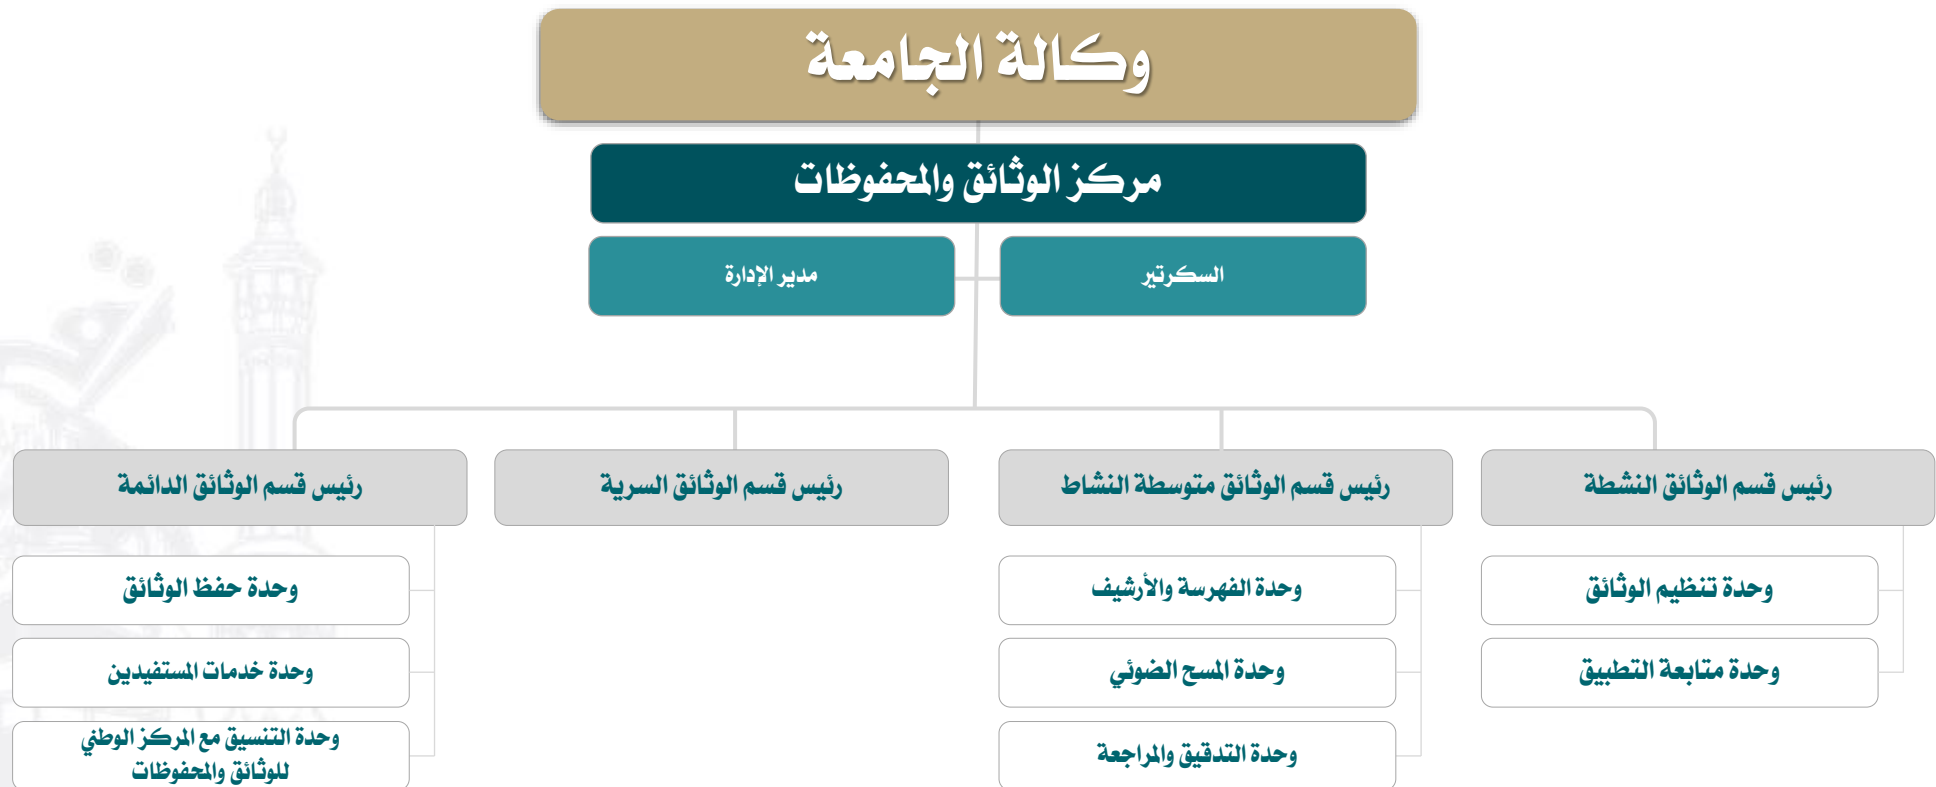 وكالة الجامعة
مركز الوثائق والمحفوظات
السكرتير
مدير الإدارة
رئيس قسم الوثائق النشطة
وحدة تنظيم الوثائق
وحدة متابعة التطبيق
رئيس قسم الوثائق متوسطة النشاط
وحدة الفهرسة والأرشيف
وحدة المسح الضوئي
وحدة التدقيق والمراجعة
رئيس قسم الوثائق السرية
رئيس قسم الوثائق الدائمة
وحدة حفظ الوثائق
وحدة خدمات المستفيدين
وحدة التنسيق مع المركز الوطني
للوثائق والمحفوظات